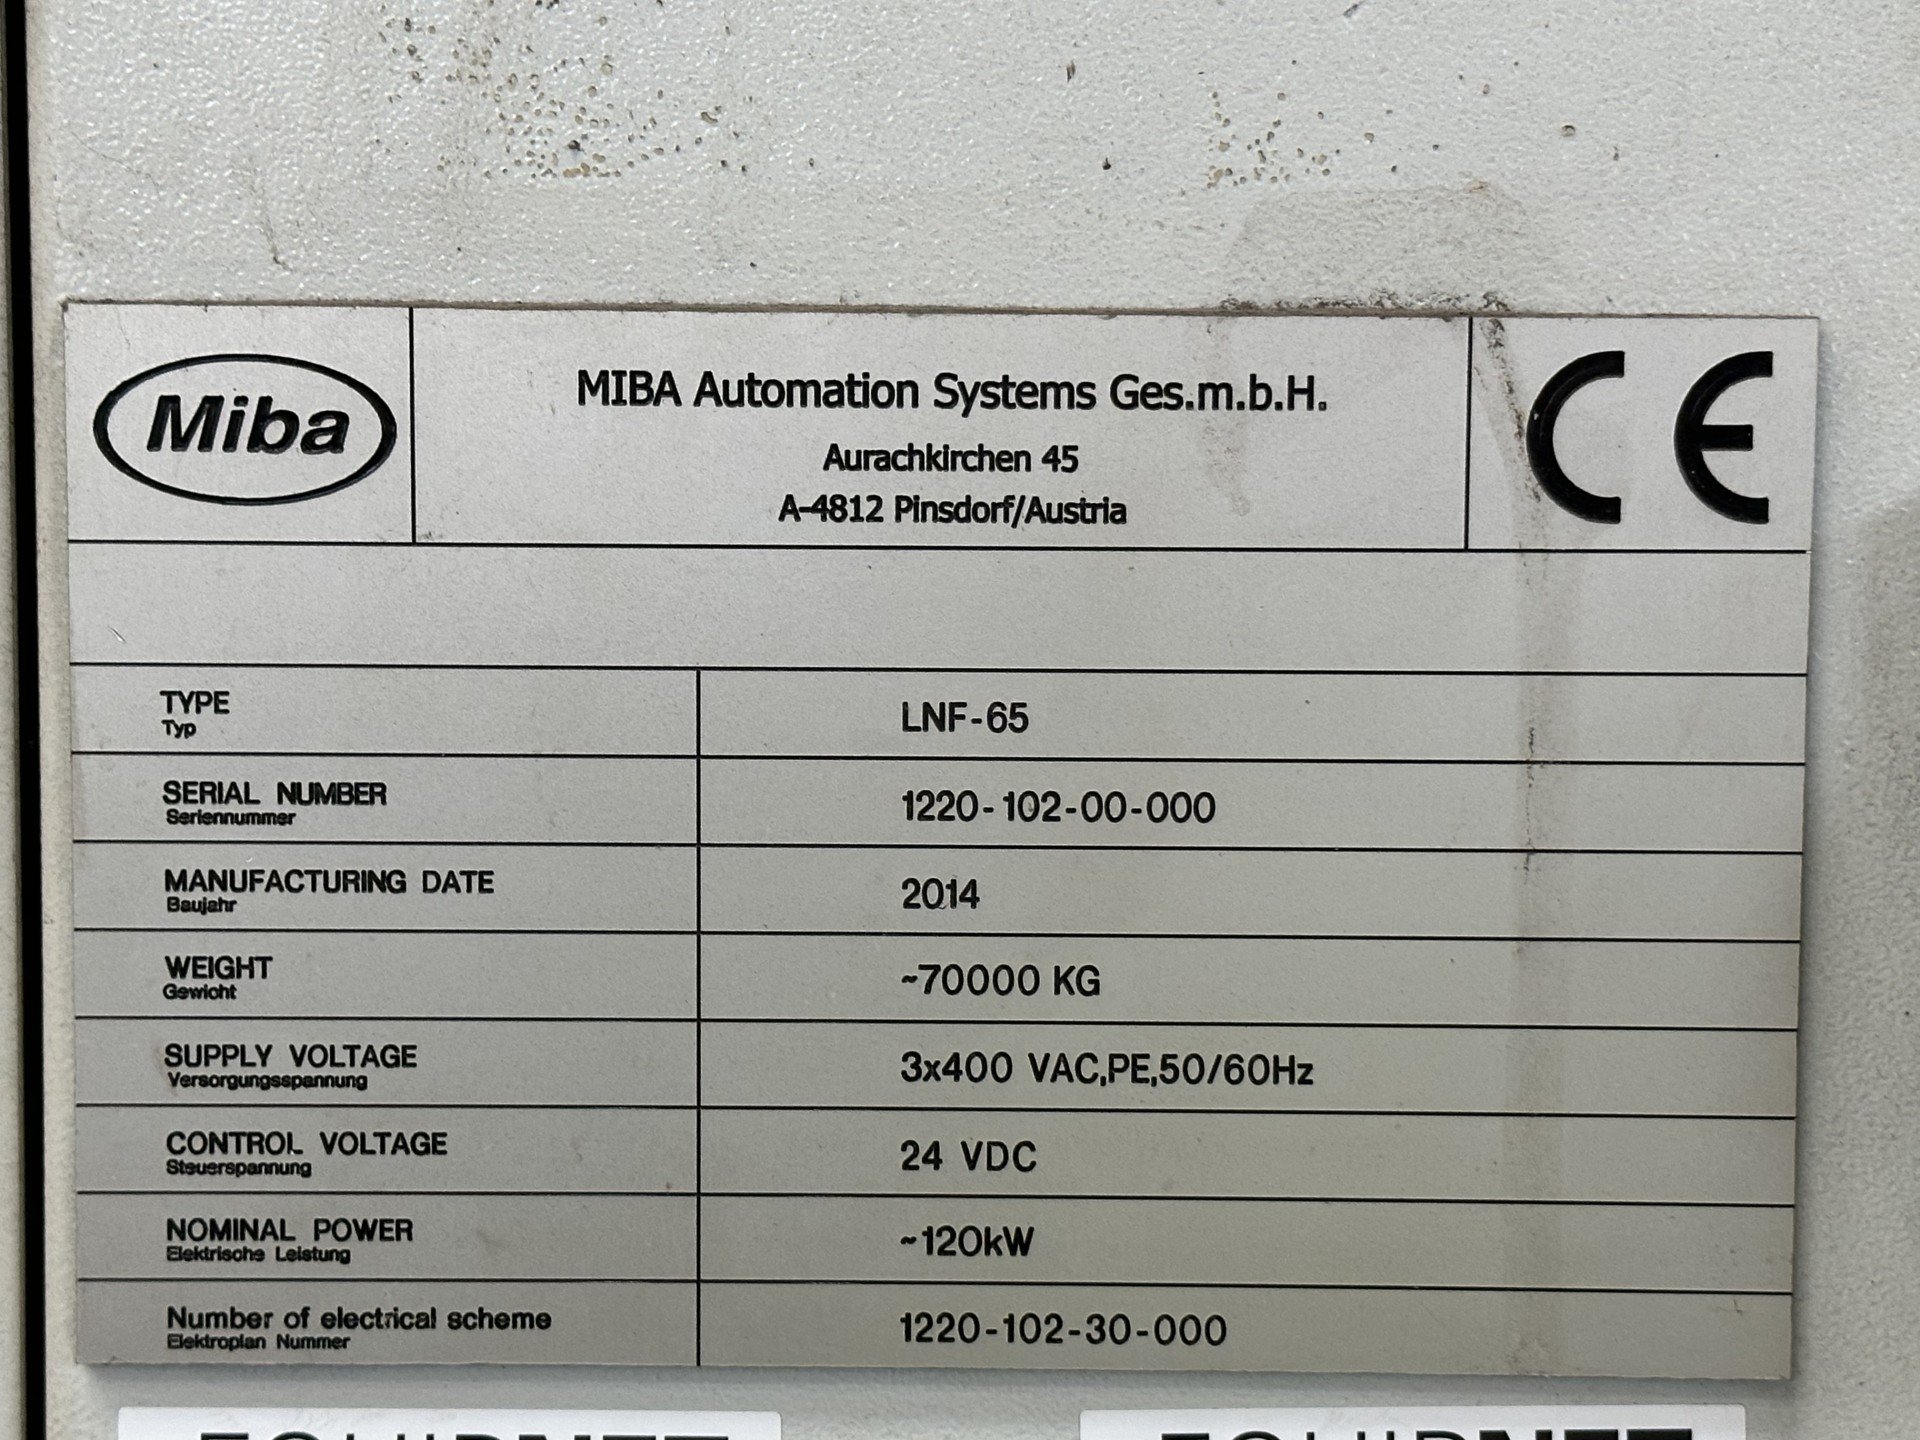 Miba
MIBA Automation Systems Ges.m.b.H.
Aurachkirchen 45
A-4812 Pinsdorf/Austria
CE
TYPE
Typ
LNF-65
SERIAL NUMBER
Seriennummer
1220-102-00-000
MANUFACTURING DATE
Baujahr
2014
WEIGHT
Gewicht
~70000 KG
SUPPLY VOLTAGE
Versorgungsspannung
3x400 VAC,PE,50/60Hz
CONTROL VOLTAGE
Steuerspannung
24 VDC
NOMINAL POWER
Elektrische Leistung
~120kW
Number of electrical scheme
Elektroplan Nummer
1220-102-30-000